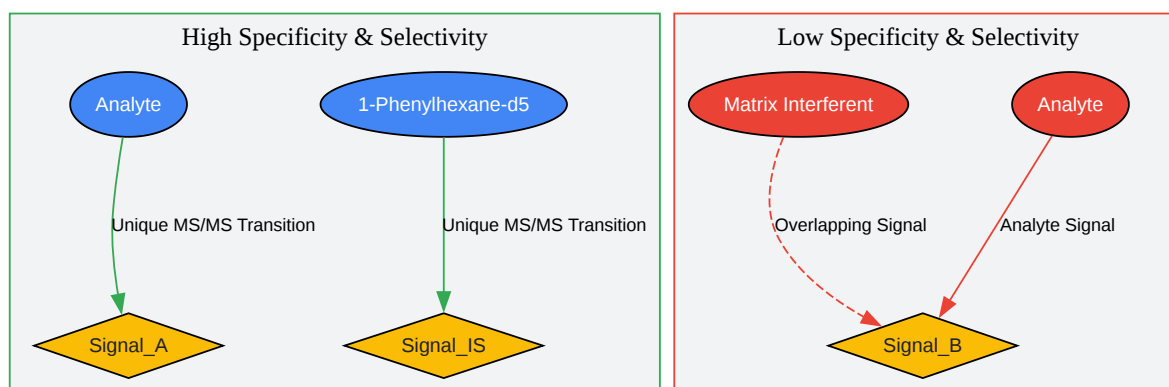 High Specificity & Selectivity
Analyte
1-Phenylhexane-d5
Unique MS/MS Transition
Unique MS/MS Transition
Signal_A
Signal_IS
Low Specificity & Selectivity
Matrix Interferent
Analyte
Overlapping Signal
Analyte Signal
Signal_B